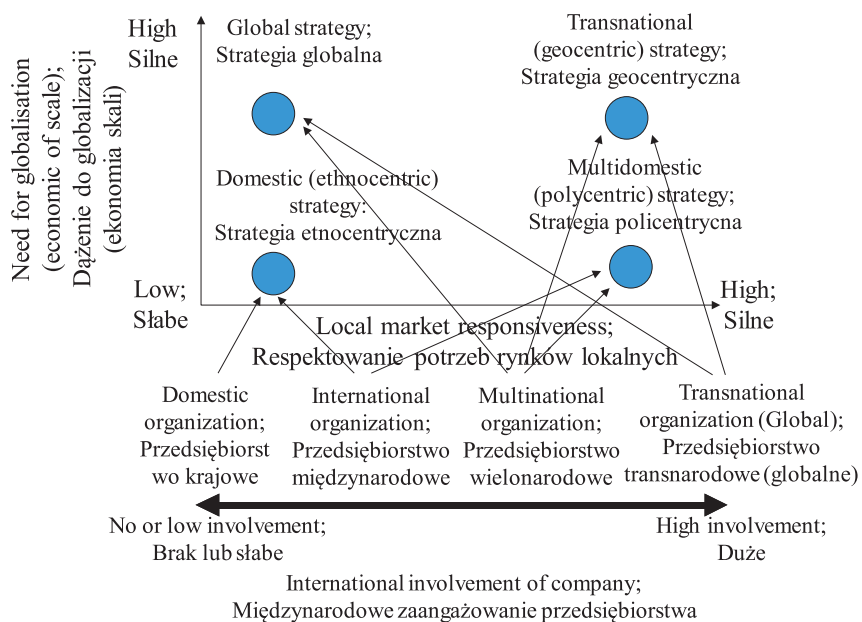 High
Silne
Global strategy;
Strategia globalna
Transnational
(geocentric) strategy;
Strategia geocentryczna
Need for globalisation
(economic of scale);
Dążenie do globalizacji
(ekonomia skali)
Domestic (ethnocentric)
strategy:
Strategia etnocentryczna
Multidomestic
(polycentric) strategy;
Strategia policentrycna
Low;
Słabe
High;
Silne
Local market responsiveness;
Respektowanie potrzeb rynków lokalnych
Domestic
organization;
Przedsiębiorst
wo krajowe
International
organization;
Przedsiębiorstwo
międzynarodowe
Multinational
organization;
Przedsiębiorstwo
wielonarodowe
Transnational
organization (Global);
Przedsiębiorstwo
transnarodowe (globalne)
No or low involvement;
Brak lub słabe
High involvement;
Duże
International involvement of company;
Międzynarodowe zaangażowanie przedsiębiorstwa